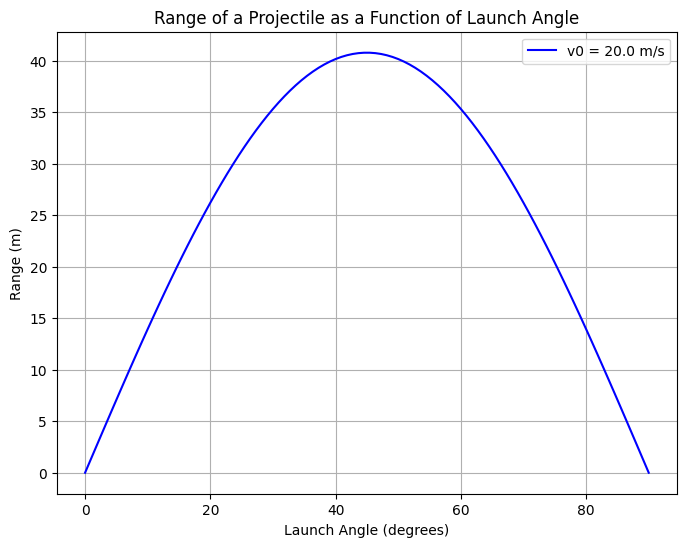 Range of a Projectile as a Function of Launch Angle
v0 = 20.0 m/s
Range (m)
40
35
30
25
20
15
10
5
0
0 20 40 60 80
Launch Angle (degrees)